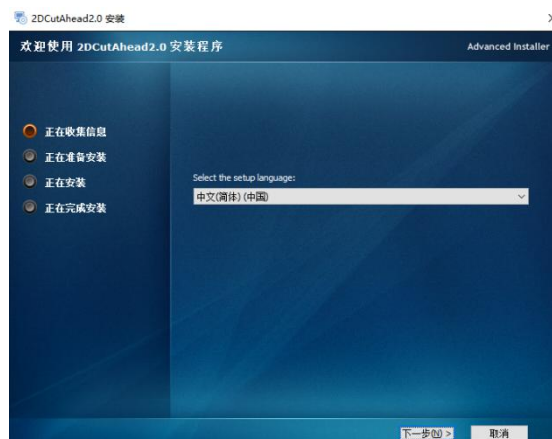 2DCutAhead2.0 安装
欢迎使用 2DCutAhead2.0 安装程序
Advanced Installer
正在收集信息
正在准备安装
正在安装
正在完成安装
Select the setup language:
中文(简体) (中国)
下一步(N) >
取消